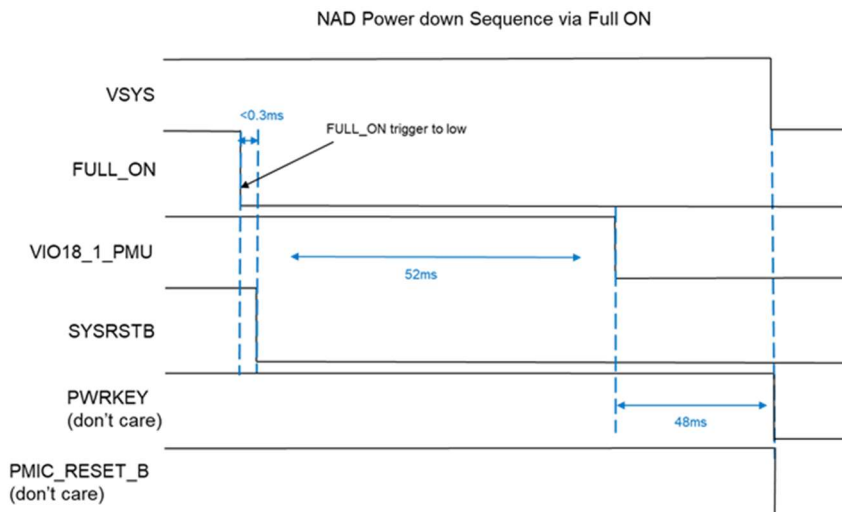 NAD Power down Sequence via Full ON
VSYS
<0.3ms
FULL_ON trigger to low
FULL_ON
VIO18_1_PMU
52ms
SYSRSTB
PWRKEY
(don't care)
48ms
PMIC_RESET_B
(don't care)